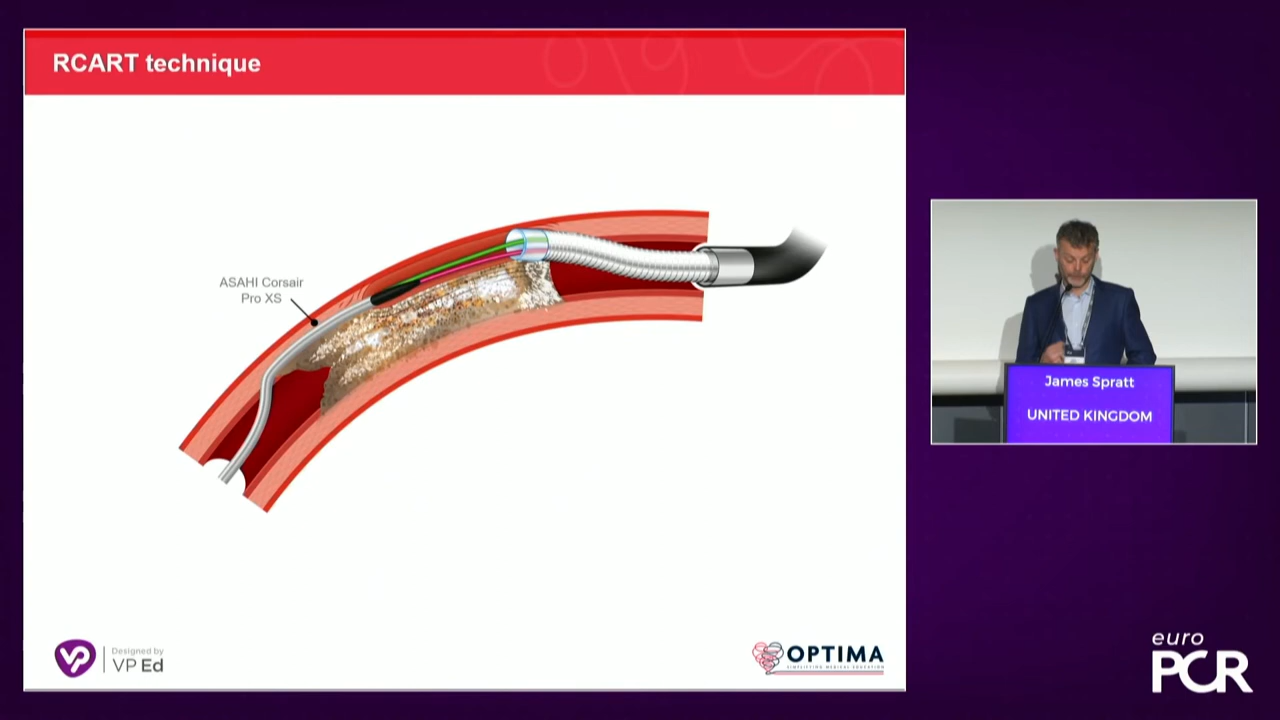 RCART technique
ASAHI Corsair
Pro XS
Designed by
VP Ed
VP
OPTIMA
SIMPLIFYING MEDICAL EDUCATION
James Spratt
UNITED KINGDOM
euro
PCR